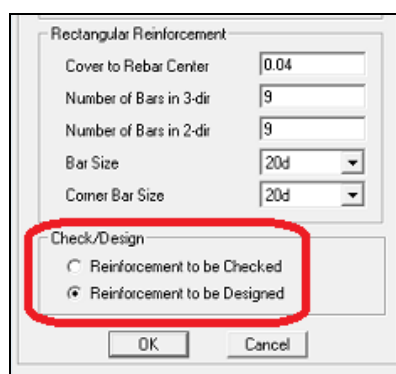 Rectangular Reinforcement
Cover to Rebar Center 0.04
Number of Bars in 3-dir 9
Number of Bars in 2-dir 9
Bar Size 20d
Corner Bar Size 20d
Check/Design
Reinforcement to be Checked
Reinforcement to be Designed
OK Cancel